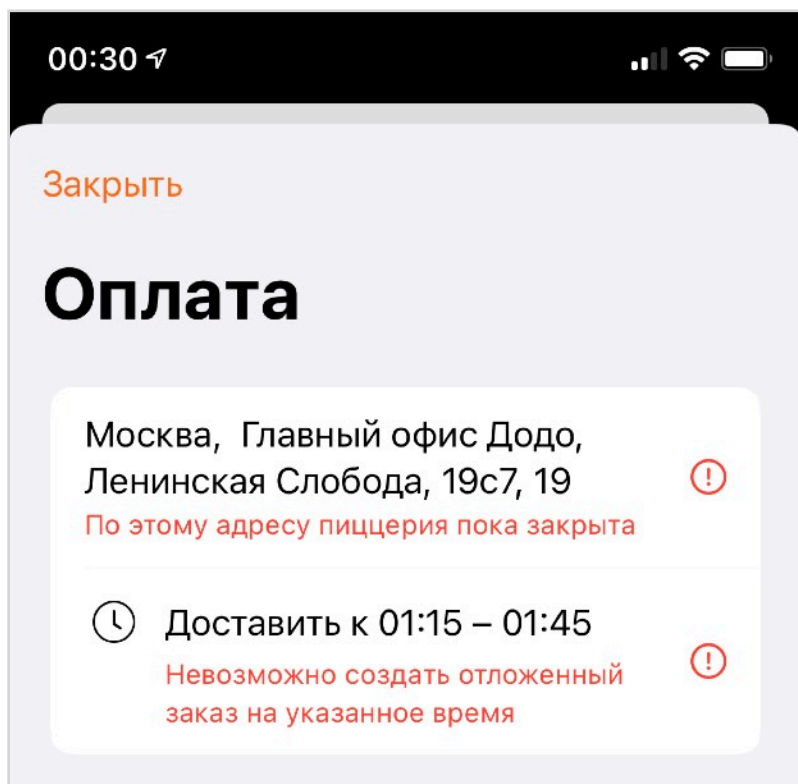 00:30
Закрыть
Оплата
Москва,  Главный офис Додо,
Ленинская Слобода, 19с7, 19
По этому адресу пиццерия пока закрыта
Доставить к 01:15 – 01:45
Невозможно создать отложенный
заказ на указанное время